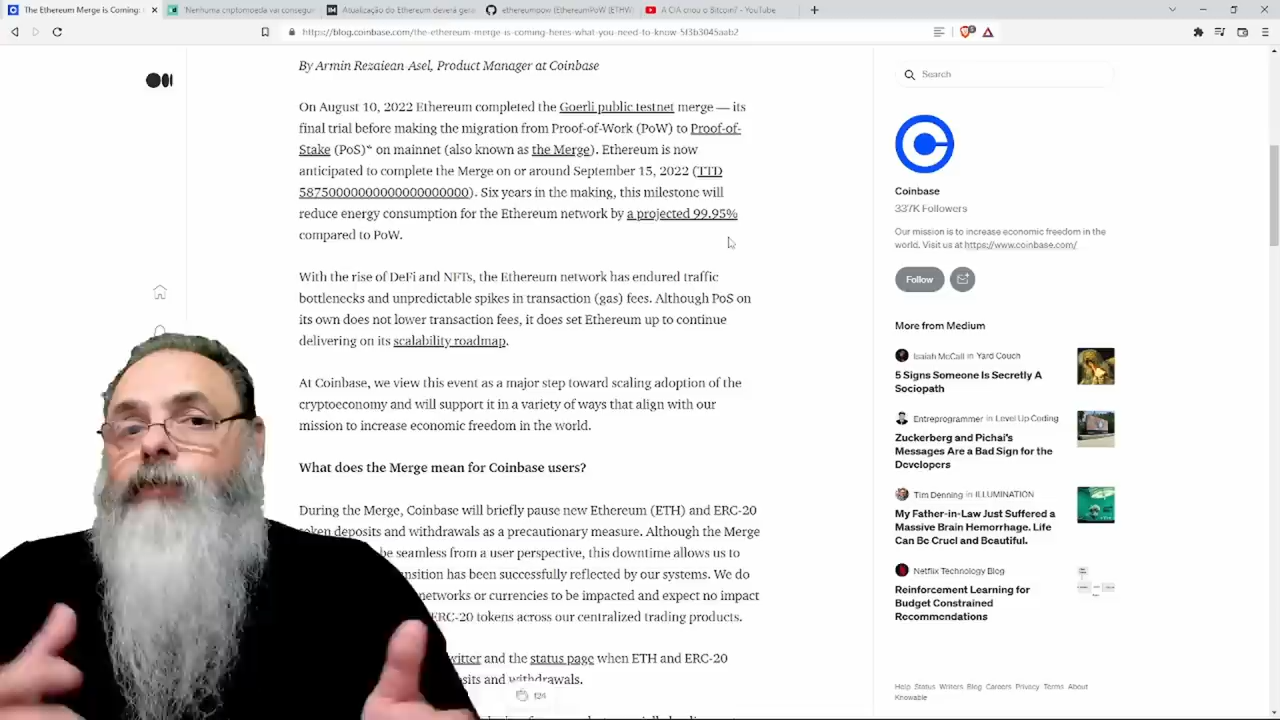 The Ethereum Merge is Coming:
'Nenhuma criptomoeda vai conseguir
Atualização do Ethereum deverá gerar
ethereumpow (EthereumPoW (ETHW)
A CIA criou o Bitcoin? - YouTube
https://blog.coinbase.com/the-ethereum-merge-is-coming-heres-what-you-need-to-know-5f3b3045aab2
By Armin Rezaiean-Asel, Product Manager at Coinbase
On August 10, 2022 Ethereum completed the Goerli public testnet merge — its
final trial before making the migration from Proof-of-Work (PoW) to Proof-of-
Stake (PoS)* on mainnet (also known as the Merge). Ethereum is now
anticipated to complete the Merge on or around September 15, 2022 (TTD
58750000000000000000000). Six years in the making, this milestone will
reduce energy consumption for the Ethereum network by a projected 99.95%
compared to PoW.
With the rise of DeFi and NFTs, the Ethereum network has endured traffic
bottlenecks and unpredictable spikes in transaction (gas) fees. Although PoS on
its own does not lower transaction fees, it does set Ethereum up to continue
delivering on its scalability roadmap.
At Coinbase, we view this event as a major step toward scaling adoption of the
cryptoeconomy and will support it in a variety of ways that align with our
mission to increase economic freedom in the world.
What does the Merge mean for Coinbase users?
During the Merge, Coinbase will briefly pause new Ethereum (ETH) and ERC-20
token deposits and withdrawals as a precautionary measure. Although the Merge
be seamless from a user perspective, this downtime allows us to
nsition has been successfully reflected by our systems. We do
networks or currencies to be impacted and expect no impact
ERC-20 tokens across our centralized trading products.
witter and the status page when ETH and ERC-20
osits and withdrawals.
124
Search
Coinbase
337K Followers
Our mission is to increase economic freedom in the
world. Visit us at https://www.coinbase.com/
Follow
More from Medium
Isaiah McCall in Yard Couch
5 Signs Someone Is Secretly A
Sociopath
Entreprogrammer in Level Up Coding
Zuckerberg and Pichai's
Messages Are a Bad Sign for the
Developers
Tim Denning in ILLUMINATION
My Father-in-Law Just Suffered a
Massive Brain Hemorrhage. Life
Can Be Cruel and Beautiful.
Netflix Technology Blog
Reinforcement Learning for
Budget Constrained
Recommendations
Help Status Writers Blog Careers Privacy Terms About
Knowable